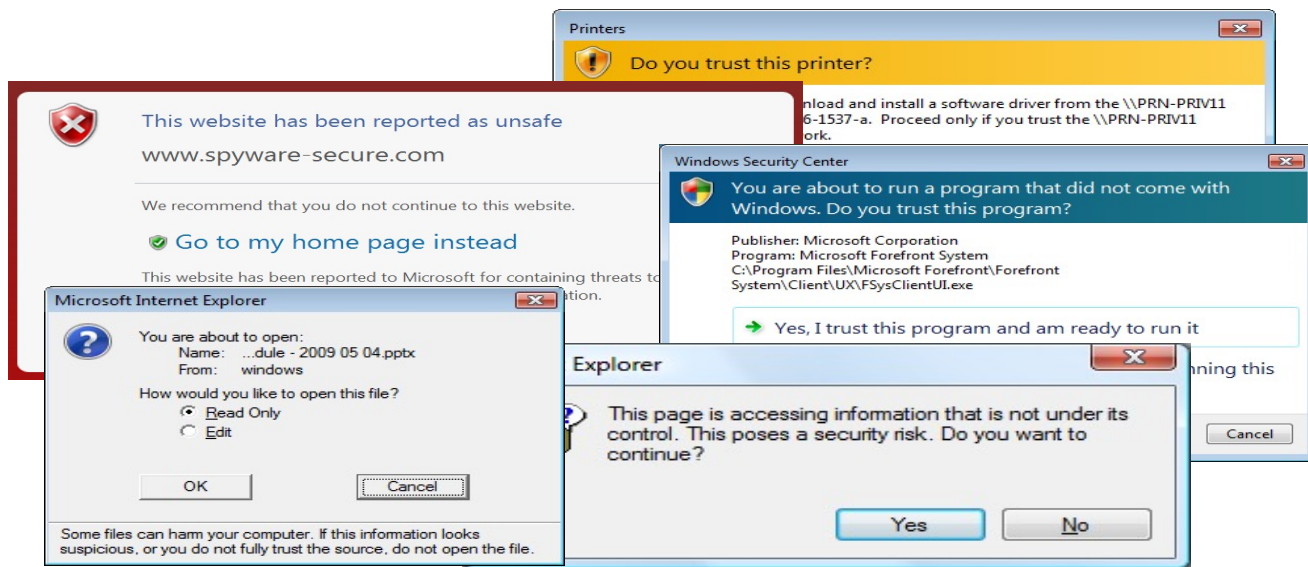 Printers
Do you trust this printer?
nload and install a software driver from the \\PRN-PRIV11
6-1537-a. Proceed only if you trust the \\PRN-PRIV11
ork.
This website has been reported as unsafe
www.spyware-secure.com
We recommend that you do not continue to this website.
Go to my home page instead
This website has been reported to Microsoft for containing threats to
ation.
Windows Security Center
You are about to run a program that did not come with
Windows. Do you trust this program?
Publisher: Microsoft Corporation
Program: Microsoft Forefront System
C:\Program Files\Microsoft Forefront\Forefront
System\Client\UX\FSysClientUI.exe
Yes, I trust this program and am ready to run it
nning this
Cancel
Microsoft Internet Explorer
You are about to open:
Name: ...dule - 2009 05 04.pptx
From: windows
How would you like to open this file?
Read Only
Edit
OK
Cancel
Some files can harm your computer. If this information looks
suspicious, or you do not fully trust the source, do not open the file.
Explorer
This page is accessing information that is not under its
control. This poses a security risk. Do you want to
continue?
Yes
No